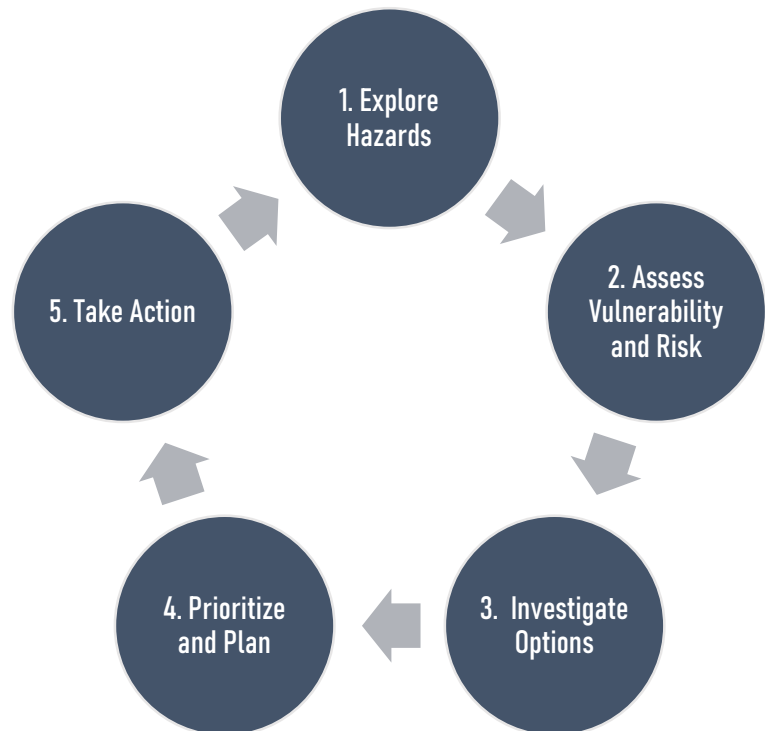 1. Explore
Hazards
2. Assess
Vulnerability
and Risk
3. Investigate
Options
4. Prioritize
and Plan
5. Take Action